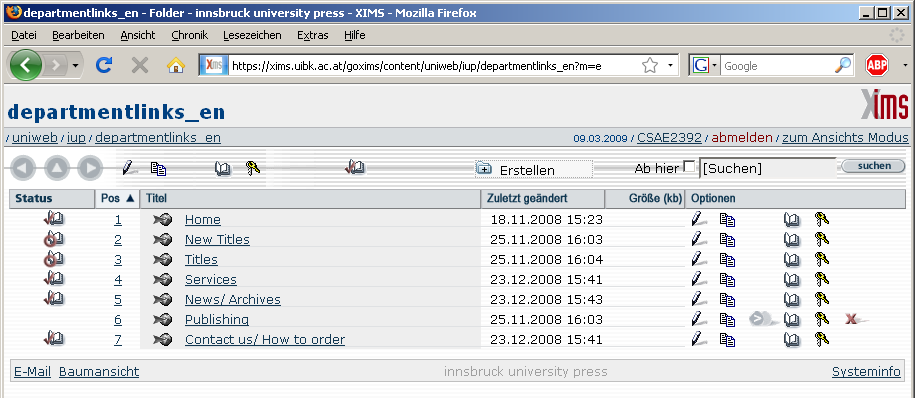 departmentlinks_en - Folder - innsbruck university press - XIMS - Mozilla Firefox
Datei Bearbeiten Ansicht Chronik Lesezeichen Extras Hilfe
Xims https://xims.uibk.ac.at/goxims/content/uniweb/iup/departmentlinks_en?m=e G Google ABP
departmentlinks_en Xims
/ uniweb / iup / departmentlinks_en 09.03.2009 / CSAE2392 / abmelden / zum Ansichts Modus
Erstellen Ab hier [Suchen] suchen
Status Pos Titel Zuletzt geändert Größe (kb) Optionen
1 Home 18.11.2008 15:23
2 New Titles 25.11.2008 16:03
3 Titles 25.11.2008 16:04
4 Services 23.12.2008 15:41
5 News/ Archives 23.12.2008 15:43
6 Publishing 25.11.2008 16:03
7 Contact us/ How to order 23.12.2008 15:41
E-Mail Baumansicht innsbruck university press Systeminfo